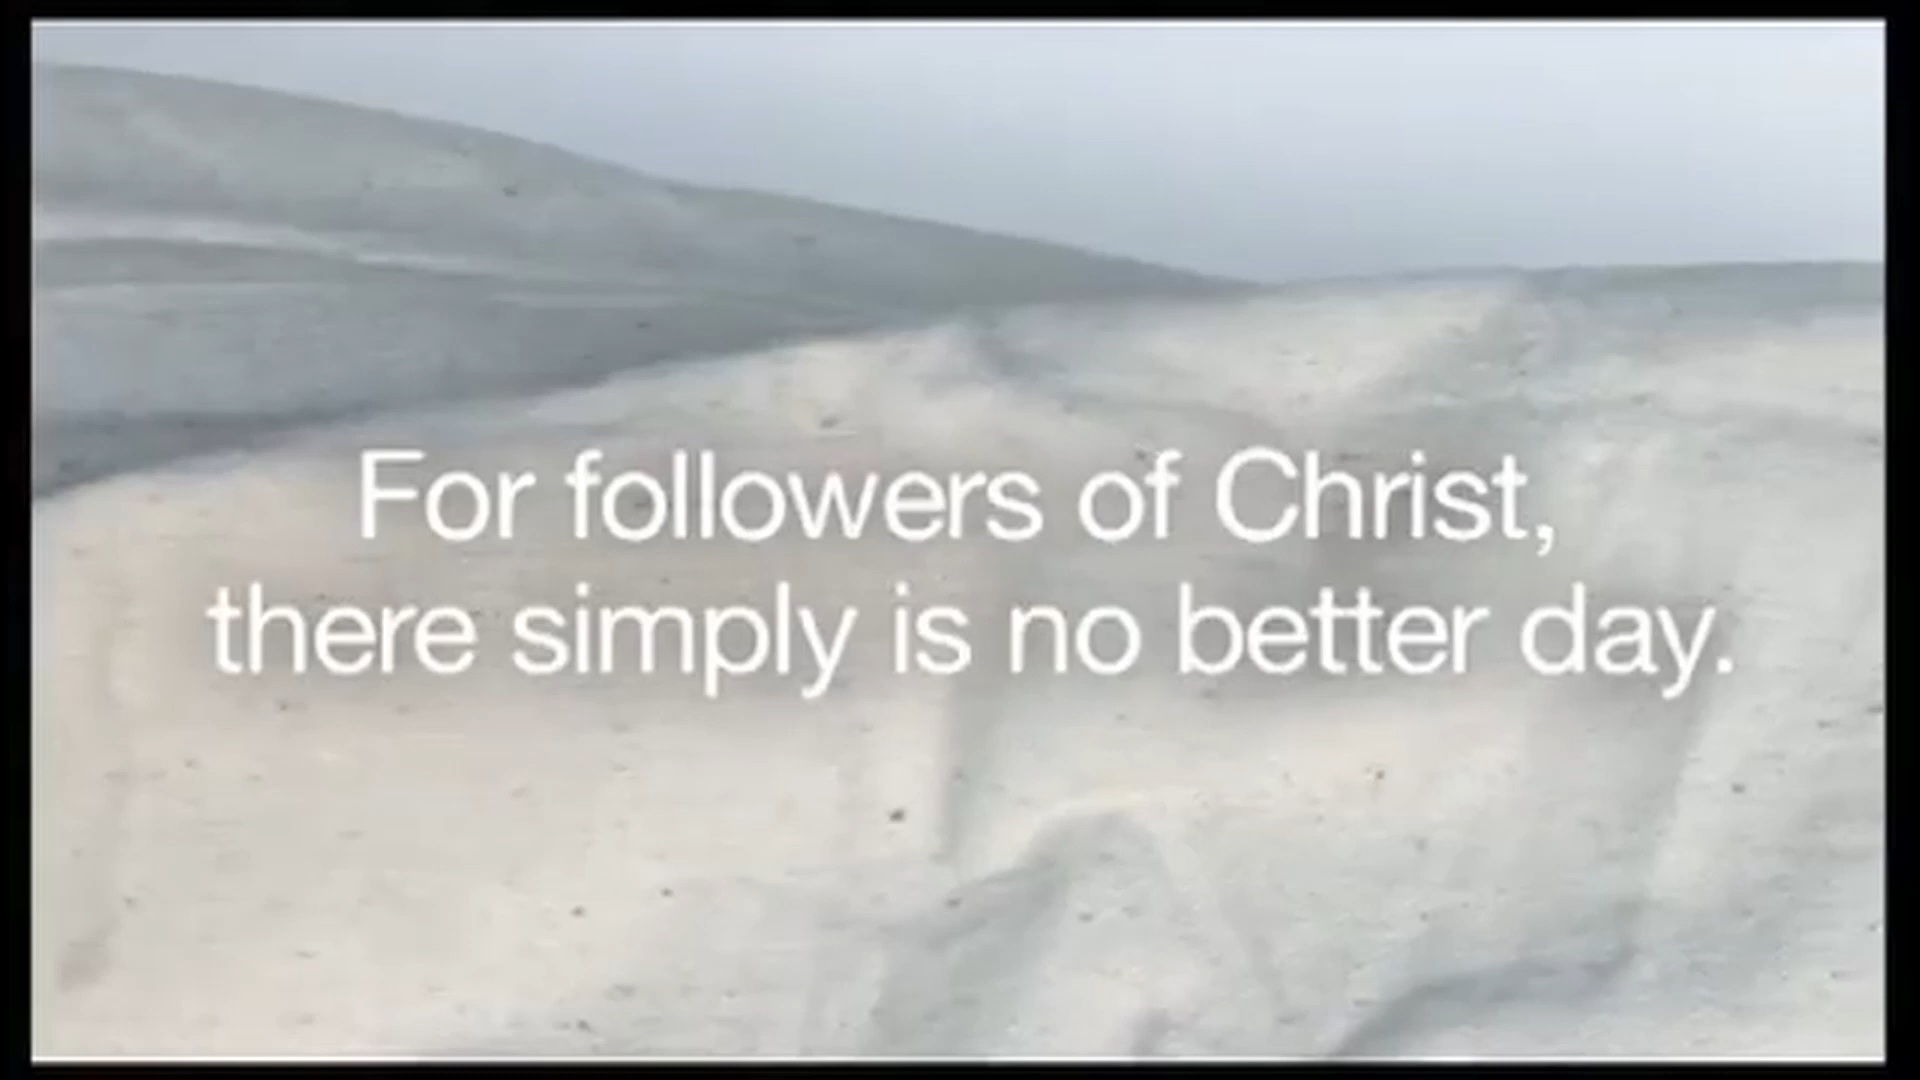 For followers of Christ,
there simply is no better day.